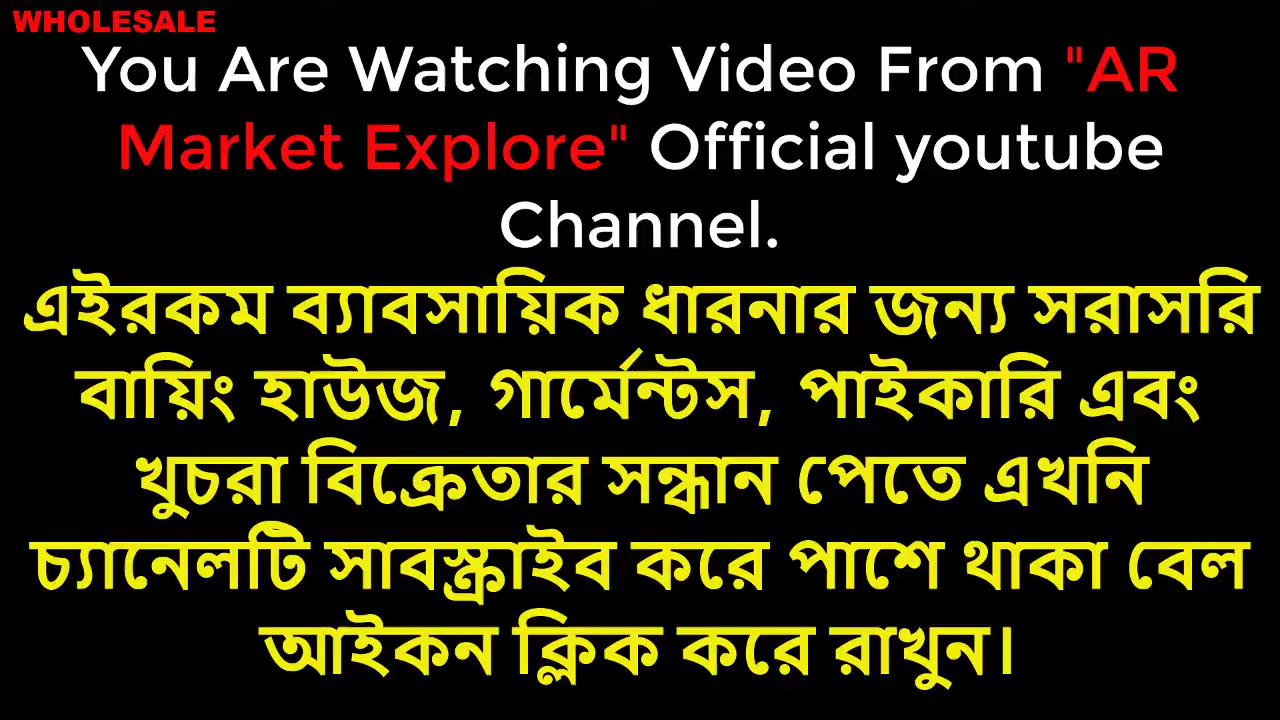 WHOLESALE
You Are Watching Video From "AR
Market Explore" Official youtube
Channel.
এইরকম ব্যাবসায়িক ধারনার জন্য সরাসরি
বায়িং হাউজ, গার্মেন্টস, পাইকারি এবং
খুচরা বিক্রেতার সন্ধান পেতে এখনি
চ্যানেলটি সাবস্ক্রাইব করে পাশে থাকা বেল
আইকন ক্লিক করে রাখুন।